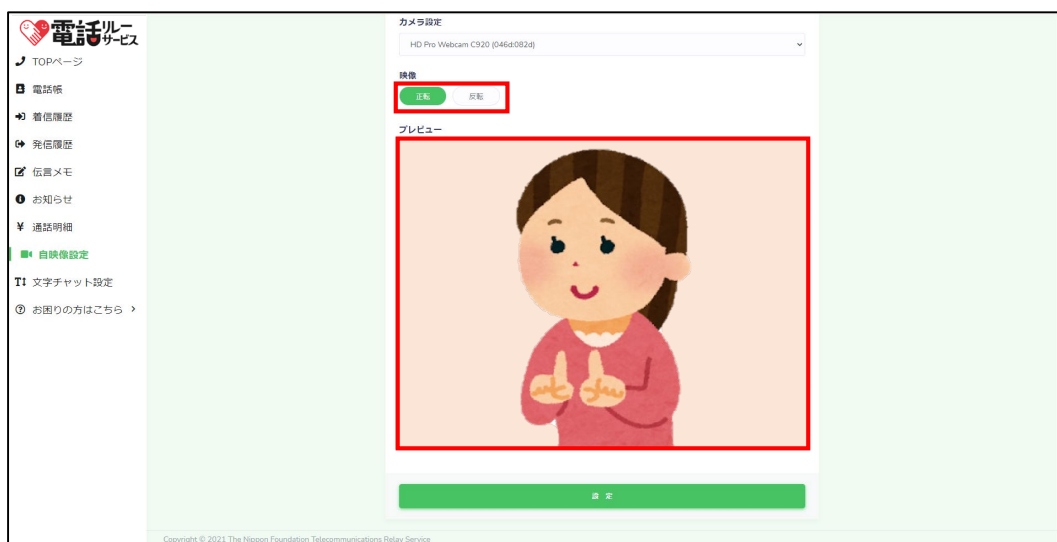 電話リレーサービス
TOPページ
電話帳
着信履歴
発信履歴
伝言メモ
お知らせ
¥ 通話明細
自映像設定
文字チャット設定
お困りの方はこちら
カメラ設定
HD Pro Webcam C920 (046d:082d)
映像
正転 反転
プレビュー
設 定
Copyright © 2021 The Nippon Foundation Telecommunications Relay Service